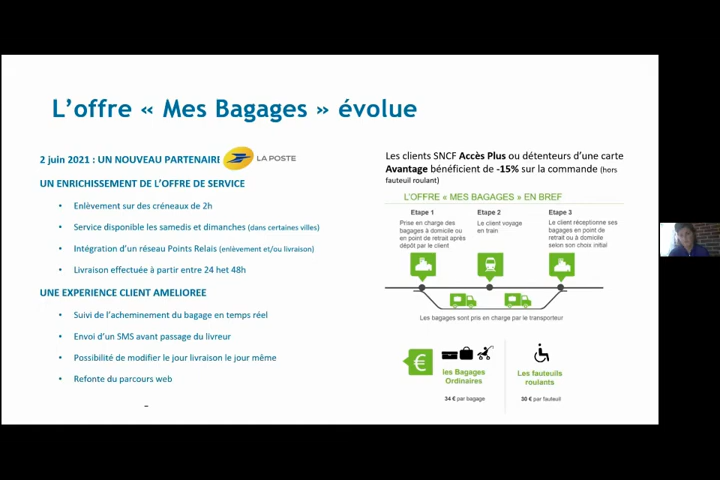 L'offre « Mes Bagages » évolue
2 juin 2021 : UN NOUVEAU PARTENAIRE
LA POSTE
UN ENRICHISSEMENT DE L'OFFRE DE SERVICE
• Enlèvement sur des créneaux de 2h
• Service disponible les samedis et dimanches (dans certaines villes)
• Intégration d'un réseau Points Relais (enlèvement et/ou livraison)
• Livraison effectuée à partir entre 24 het 48h
UNE EXPERIENCE CLIENT AMELIOREE
• Suivi de l'acheminement du bagage en temps réel
• Envoi d'un SMS avant passage du livreur
• Possibilité de modifier le jour livraison le jour même
• Refonte du parcours web
–
Les clients SNCF Accès Plus ou détenteurs d'une carte
Avantage bénéficient de -15% sur la commande (hors
fauteuil roulant)
L'OFFRE « MES BAGAGES » EN BREF
Etape 1
Prise en charge des
bagages à domicile ou
en point de retrait après
dépôt par le client
Etape 2
Le client voyage
en train
Etape 3
Le client réceptionne ses
bagages en point de
retrait ou à domicile
selon son choix initial
Les bagages sont pris en charge par le transporteur
€
les Bagages
Ordinaires
34 € par bagage
Les fauteuils
roulants
30 € par fauteuil